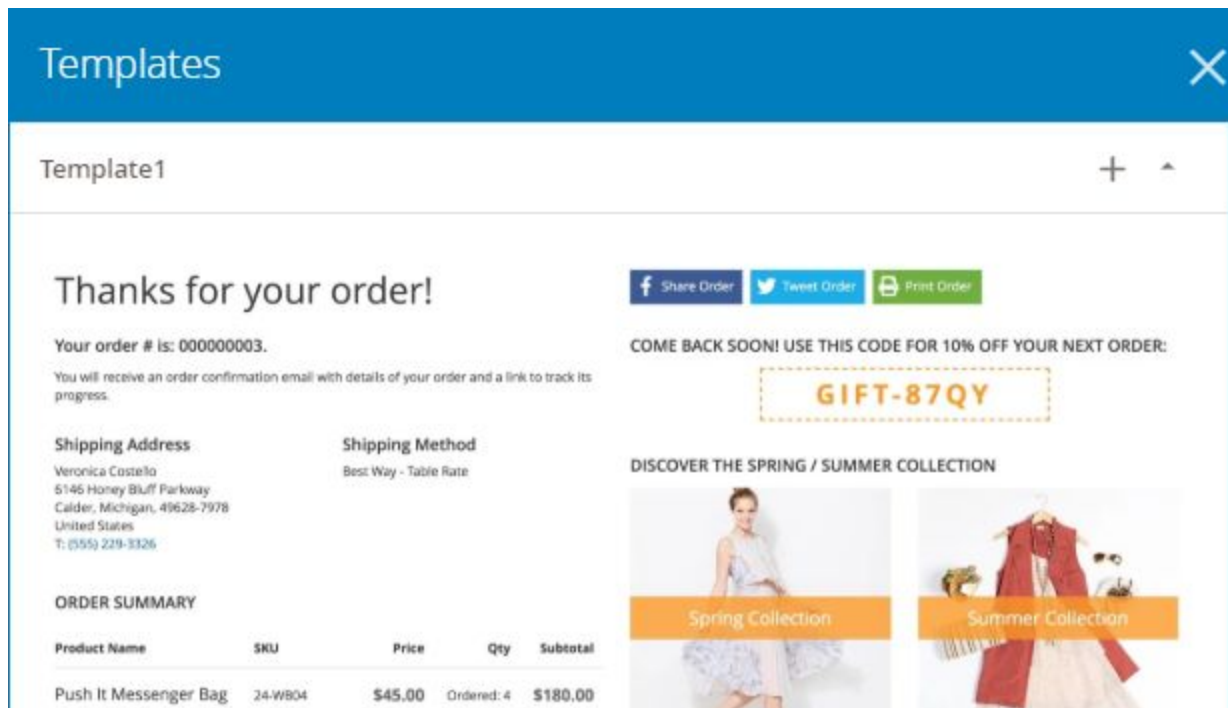 Templates
Template1
Thanks for your order!
Your order # is: 000000003.
You will receive an order confirmation email with details of your order and a link to track its
progress.
Shipping Address
Veronica Costello
6146 Honey Bluff Parkway
Calder, Michigan, 49628-7978
United States
T: (555) 229-3326
Shipping Method
Best Way - Table Rate
ORDER SUMMARY
Product Name SKU Price Qty Subtotal
Push It Messenger Bag 24-WB04 $45.00 Ordered: 4 $180.00
Share Order Tweet Order Print Order
COME BACK SOON! USE THIS CODE FOR 10% OFF YOUR NEXT ORDER:
GIFT-87QY
DISCOVER THE SPRING / SUMMER COLLECTION
Spring Collection
Summer Collection